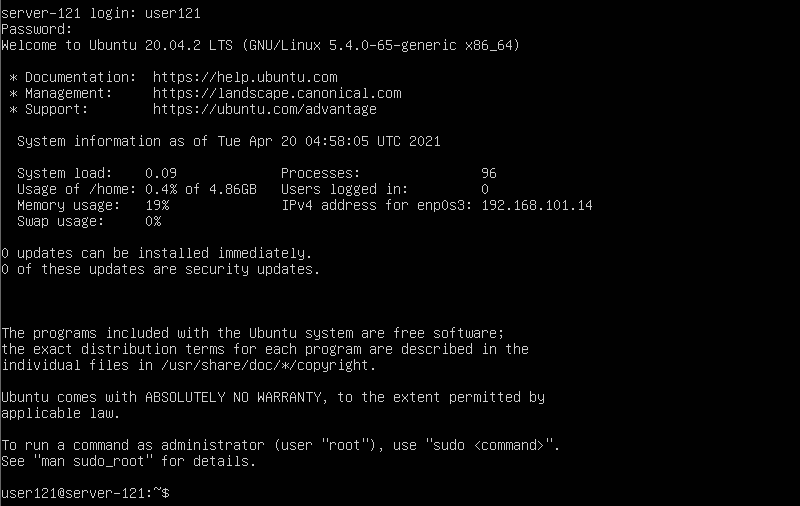 server-121 login: user121
Password:
Welcome to Ubuntu 20.04.2 LTS (GNU/Linux 5.4.0-65-generic x86_64)
* Documentation:  https://help.ubuntu.com
* Management:     https://landscape.canonical.com
* Support:        https://ubuntu.com/advantage
System information as of Tue Apr 20 04:58:05 UTC 2021
System load:    0.09             Processes:               96
Usage of /home: 0.4% of 4.86GB   Users logged in:         0
Memory usage:   19%              IPv4 address for enp0s3: 192.168.101.14
Swap usage:     0%
0 updates can be installed immediately.
0 of these updates are security updates.
The programs included with the Ubuntu system are free software;
the exact distribution terms for each program are described in the
individual files in /usr/share/doc/*/copyright.
Ubuntu comes with ABSOLUTELY NO WARRANTY, to the extent permitted by
applicable law.
To run a command as administrator (user "root"), use "sudo <command>".
See "man sudo_root" for details.
user121@server-121:~$